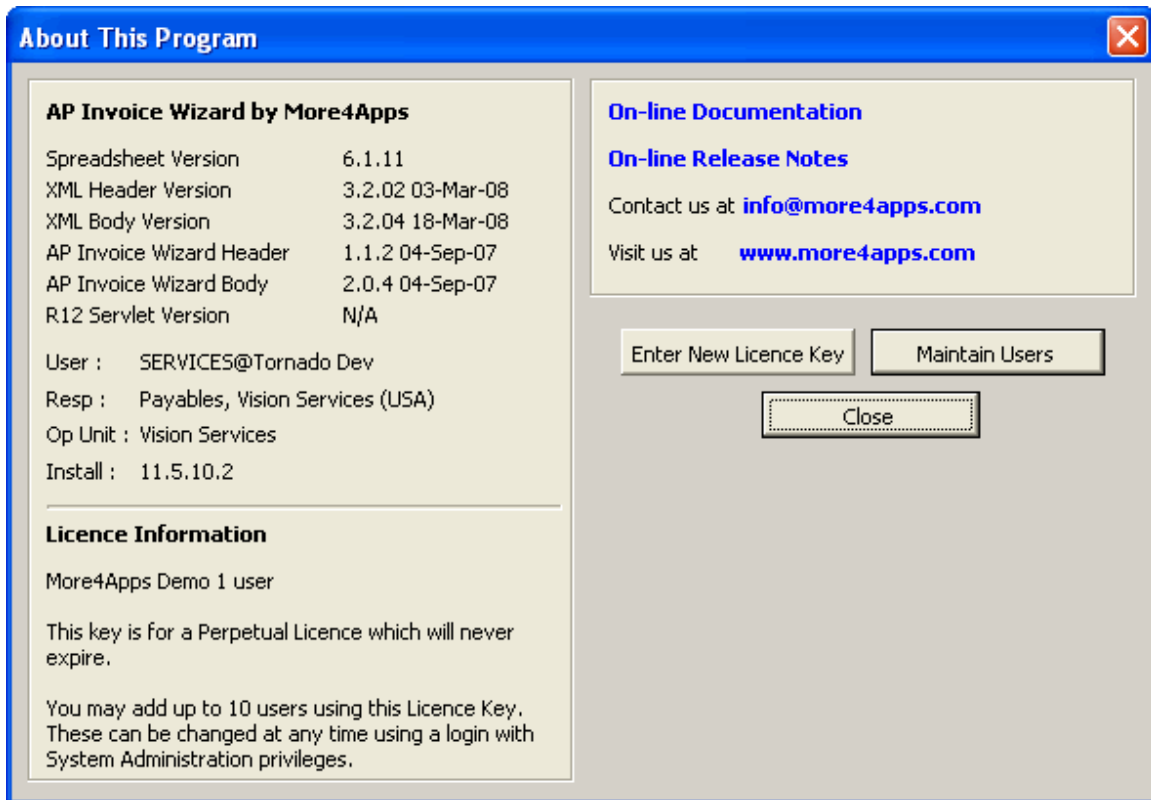 About This Program
AP Invoice Wizard by More4Apps
Spreadsheet Version 6.1.11
XML Header Version 3.2.02 03-Mar-08
XML Body Version 3.2.04 18-Mar-08
AP Invoice Wizard Header 1.1.2 04-Sep-07
AP Invoice Wizard Body 2.0.4 04-Sep-07
R12 Servlet Version N/A
User : SERVICES@Tornado Dev
Resp : Payables, Vision Services (USA)
Op Unit : Vision Services
Install : 11.5.10.2
Licence Information
More4Apps Demo 1 user
This key is for a Perpetual Licence which will never
expire.
You may add up to 10 users using this Licence Key.
These can be changed at any time using a login with
System Administration privileges.
On-line Documentation
On-line Release Notes
Contact us at info@more4apps.com
Visit us at www.more4apps.com
Enter New Licence Key
Maintain Users
Close